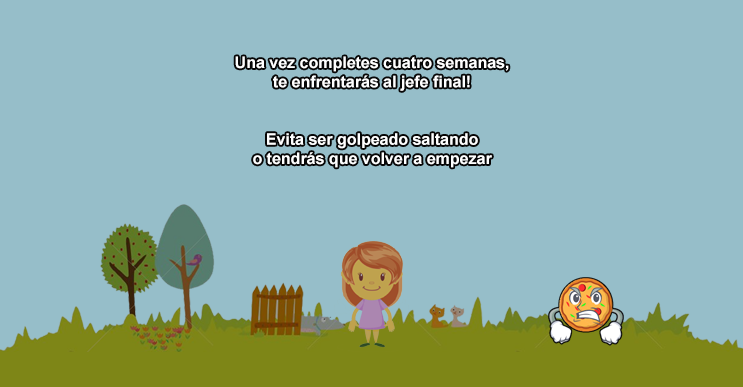 Una vez completes cuatro semanas,
te enfrentarás al jefe final!
Evita ser golpeado saltando
o tendrás que volver a empezar